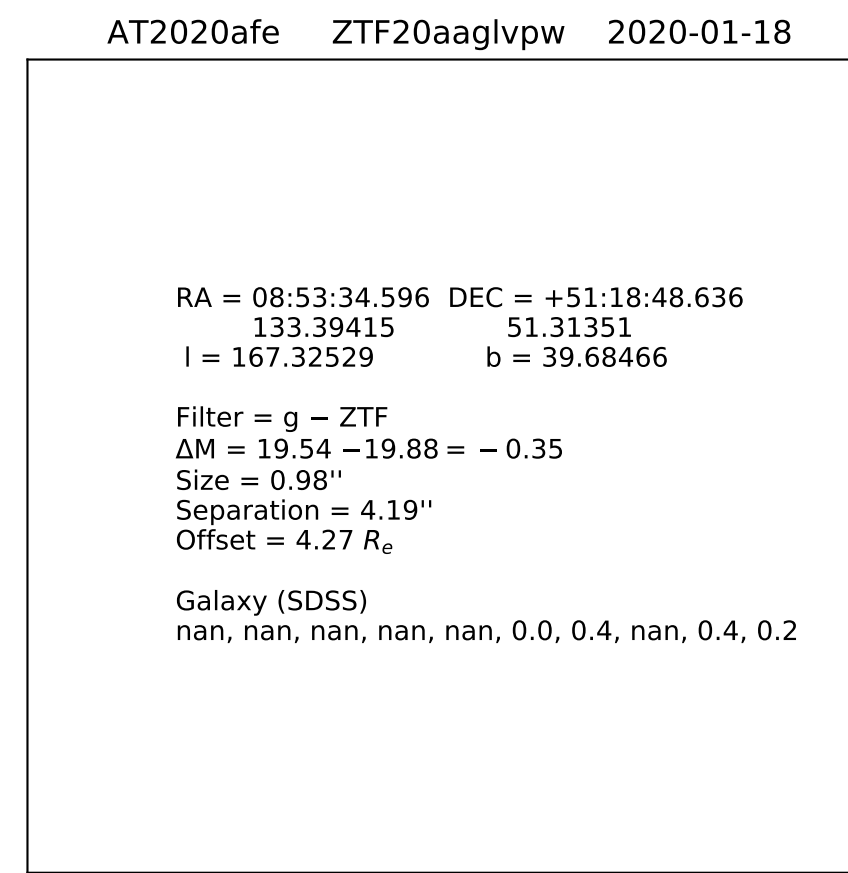 AT2020afe ZTF20aaglvpw 2020-01-18
RA = 08:53:34.596 DEC = +51:18:48.636
133.39415 51.31351
l = 167.32529 b = 39.68466
Filter = g − ZTF
ΔM = 19.54 −19.88 = − 0.35
Size = 0.98''
Separation = 4.19''
Offset = 4.27 Rₑ
Galaxy (SDSS)
nan, nan, nan, nan, nan, 0.0, 0.4, nan, 0.4, 0.2